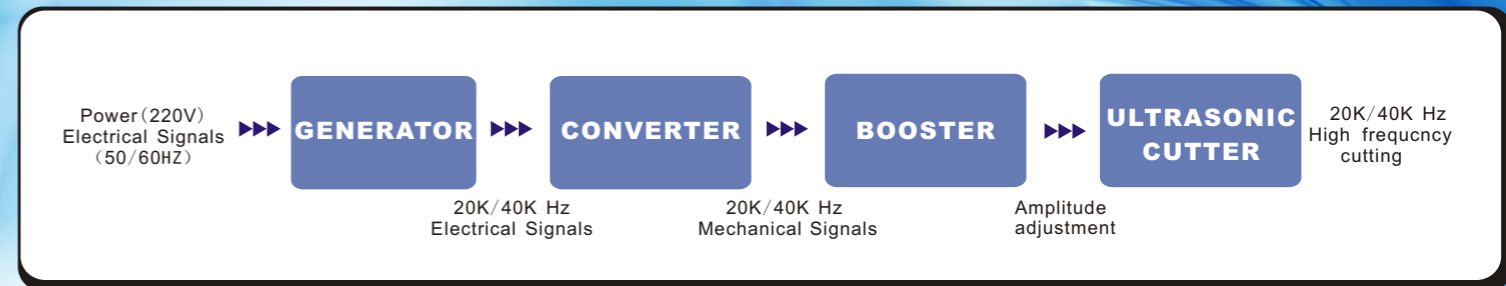 Power(220V)
Electrical Signals
(50/60HZ)
GENERATOR
20K/40K Hz
Electrical Signals
CONVERTER
20K/40K Hz
Mechanical Signals
BOOSTER
Amplitude
adjustment
ULTRASONIC
CUTTER
20K/40K Hz
High frequcncy
cutting